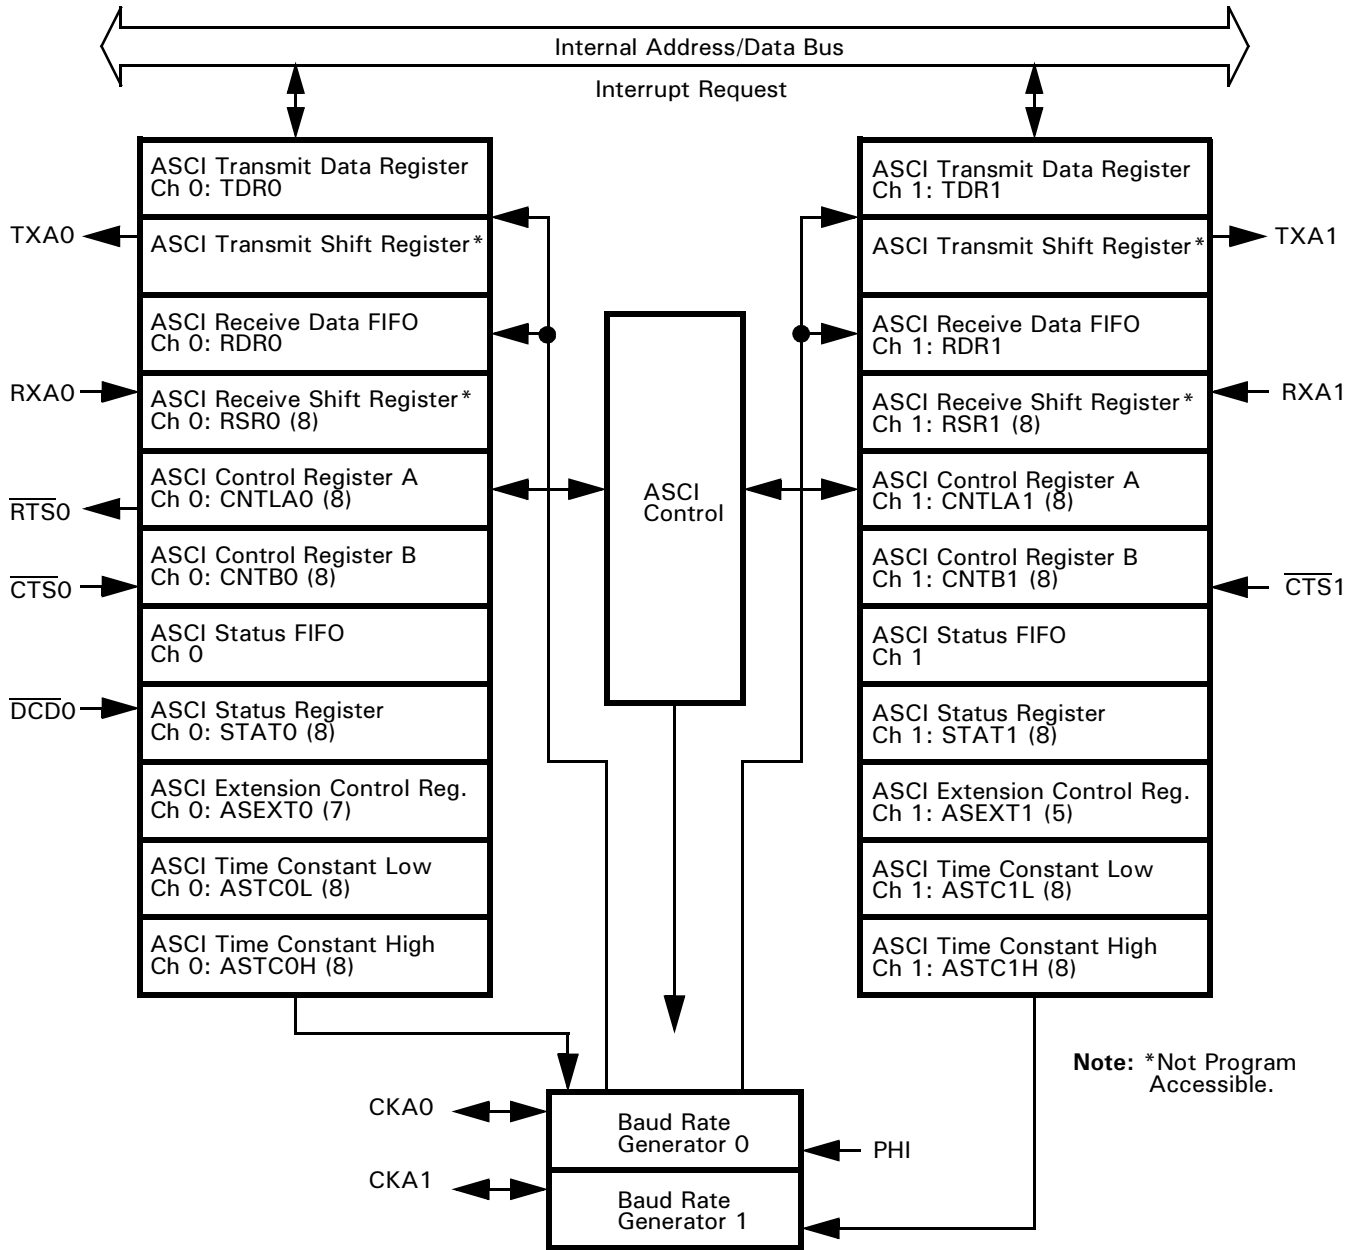 Internal Address/Data Bus
Interrupt Request
ASCI Transmit Data Register
Ch 0: TDR0
TXA0
ASCI Transmit Shift Register*
ASCI Receive Data FIFO
Ch 0: RDR0
RXA0
ASCI Receive Shift Register*
Ch 0: RSR0 (8)
ASCI Control Register A
Ch 0: CNTLA0 (8)
RTS0
ASCI Control Register B
Ch 0: CNTB0 (8)
CTS0
ASCI Status FIFO
Ch 0
DCD0
ASCI Status Register
Ch 0: STAT0 (8)
ASCI Extension Control Reg.
Ch 0: ASEXT0 (7)
ASCI Time Constant Low
Ch 0: ASTC0L (8)
ASCI Time Constant High
Ch 0: ASTC0H (8)
ASCI
Control
ASCI Transmit Data Register
Ch 1: TDR1
ASCI Transmit Shift Register*
TXA1
ASCI Receive Data FIFO
Ch 1: RDR1
ASCI Receive Shift Register*
Ch 1: RSR1 (8)
RXA1
ASCI Control Register A
Ch 1: CNTLA1 (8)
ASCI Control Register B
Ch 1: CNTB1 (8)
CTS1
ASCI Status FIFO
Ch 1
ASCI Status Register
Ch 1: STAT1 (8)
ASCI Extension Control Reg.
Ch 1: ASEXT1 (5)
ASCI Time Constant Low
Ch 1: ASTC1L (8)
ASCI Time Constant High
Ch 1: ASTC1H (8)
Note: *Not Program
Accessible.
CKA0
Baud Rate
Generator 0
PHI
CKA1
Baud Rate
Generator 1